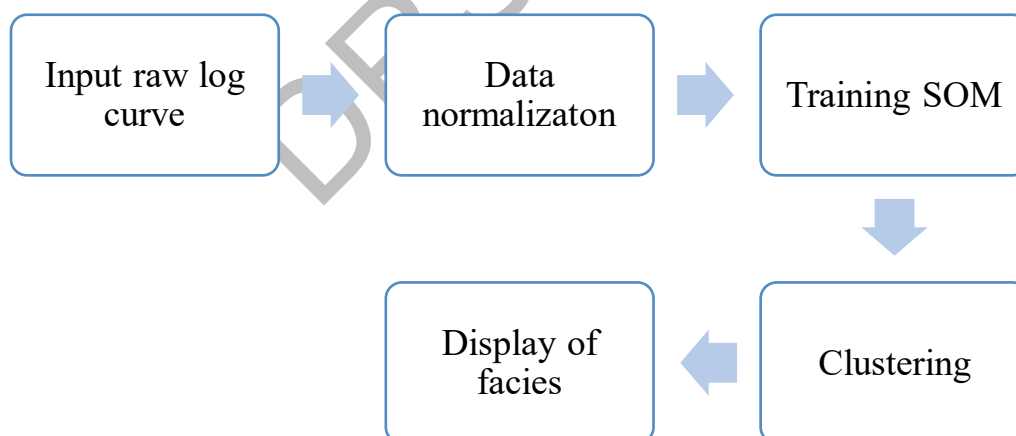 Input raw log
curve
Data
normalizaton
Training SOM
Clustering
Display of
facies